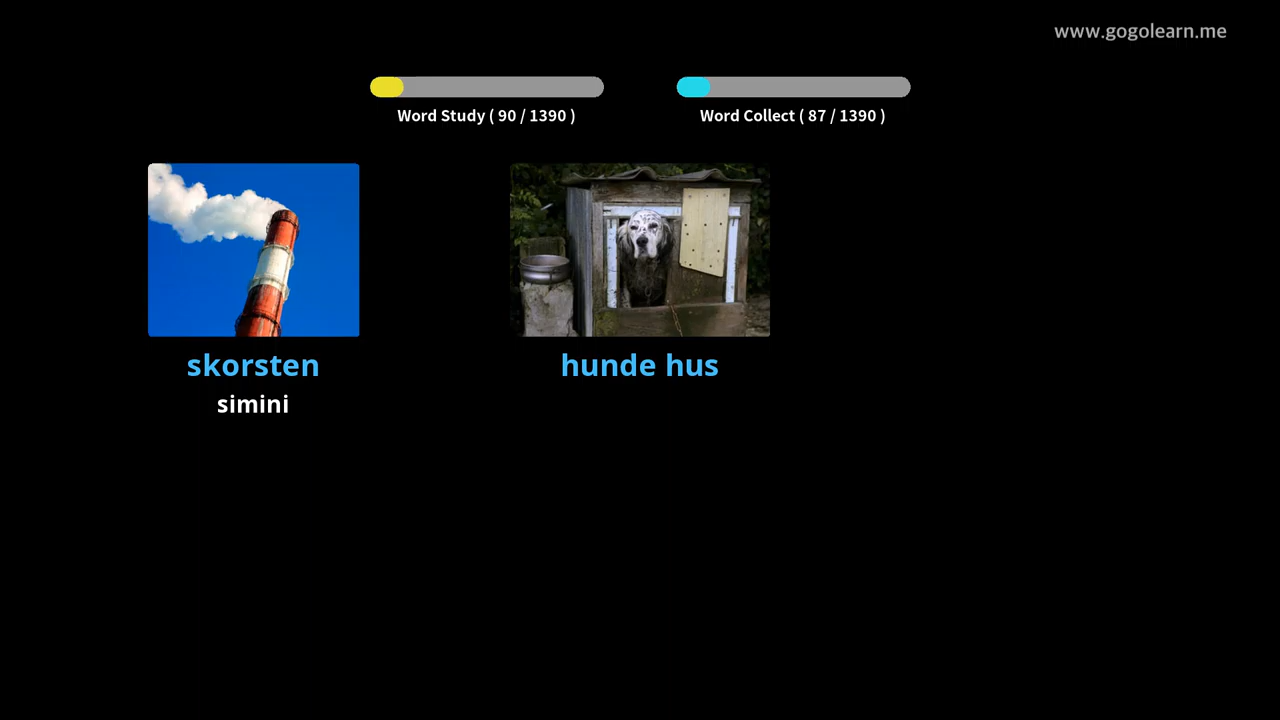 www.gogolearn.me
Word Study ( 90 / 1390 )
Word Collect ( 87 / 1390 )
skorsten
simini
hunde hus